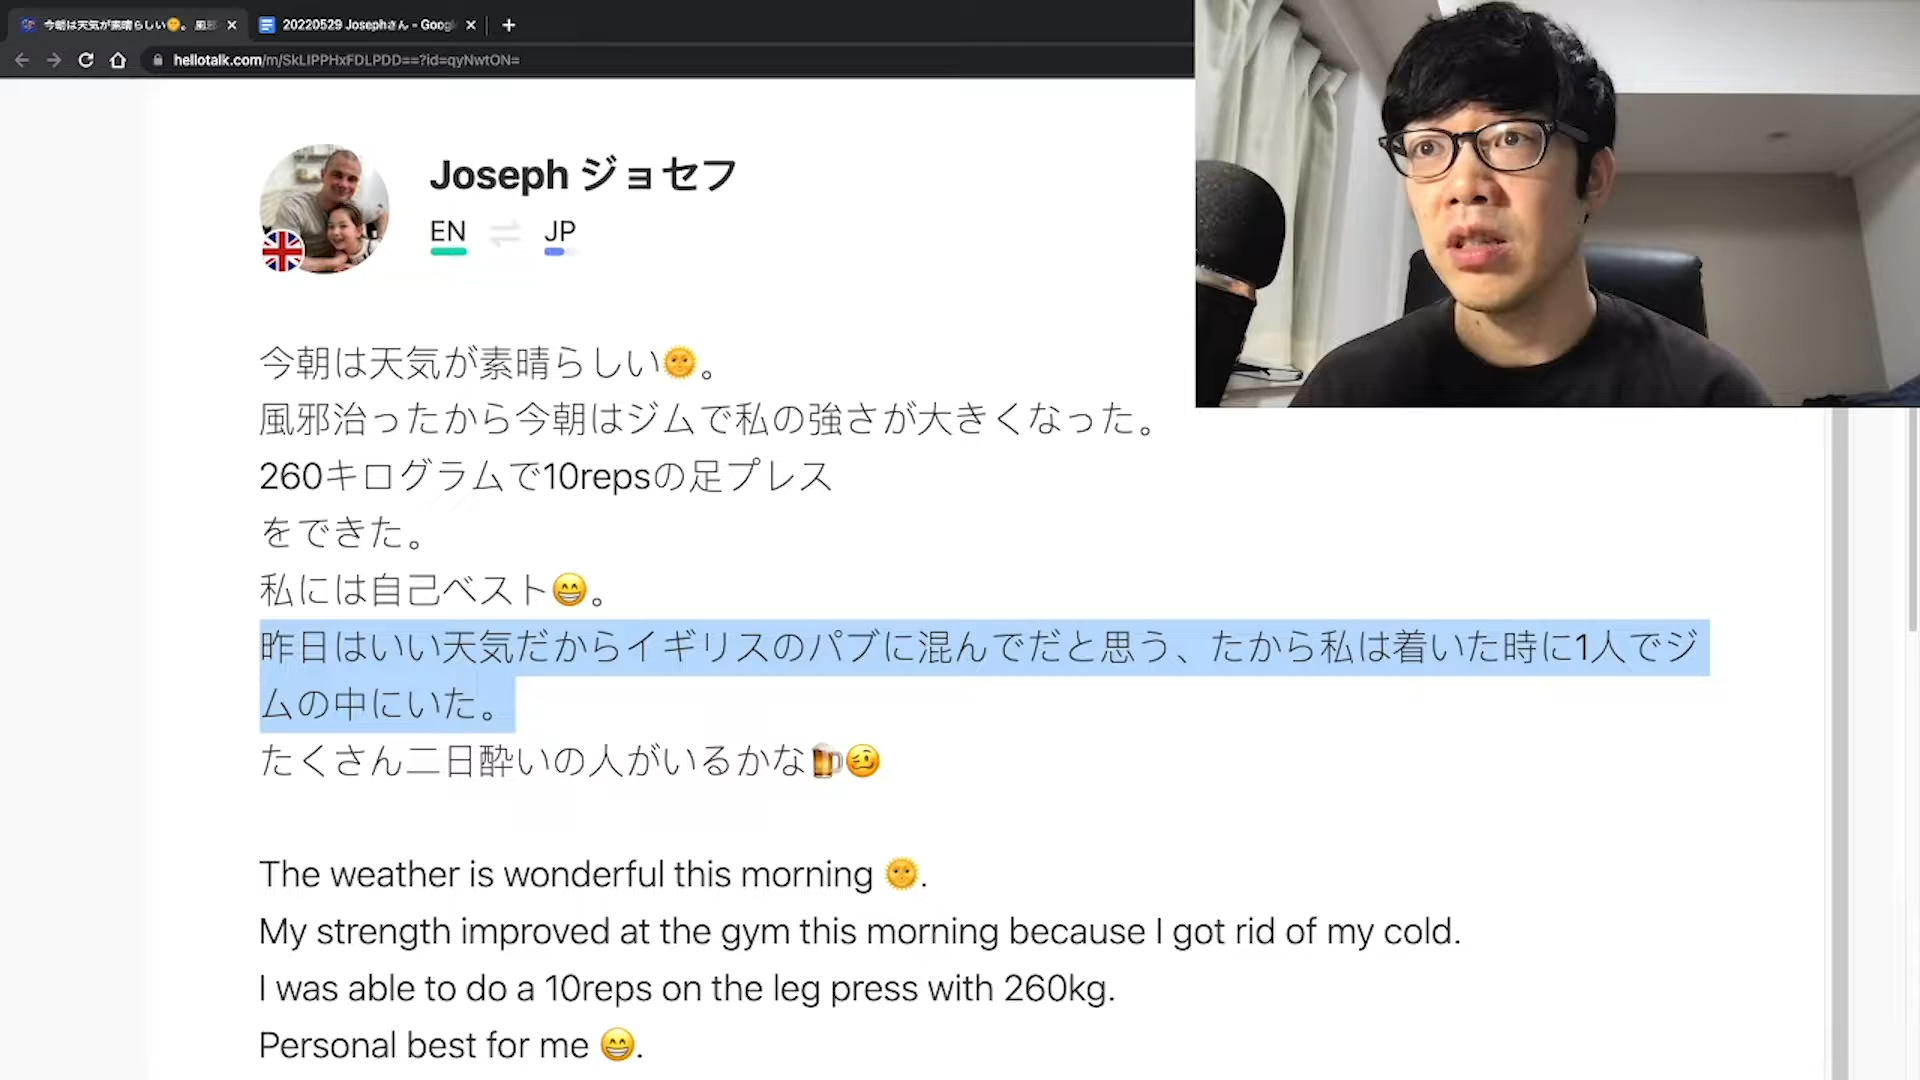 今朝は天気が素晴らしい🌞。 風邪
20220529 Josephさん - Goog
hellotalk.com/m/SkLIPPHxFDLPDD==?id=qyNwtON=
Joseph ジョセフ
EN JP
今朝は天気が素晴らしい🌞。
風邪治ったから今朝はジムで私の強さが大きくなった。
260キログラムで10repsの足プレス
をできた。
私には自己ベスト😁。
昨日はいい天気だからイギリスのパブに混んでだと思う、たから私は着いた時に1人でジ
ムの中にいた。
たくさん二日酔いの人がいるかな🍺🥴
The weather is wonderful this morning 🌞.
My strength improved at the gym this morning because I got rid of my cold.
I was able to do a 10reps on the leg press with 260kg.
Personal best for me 😁.